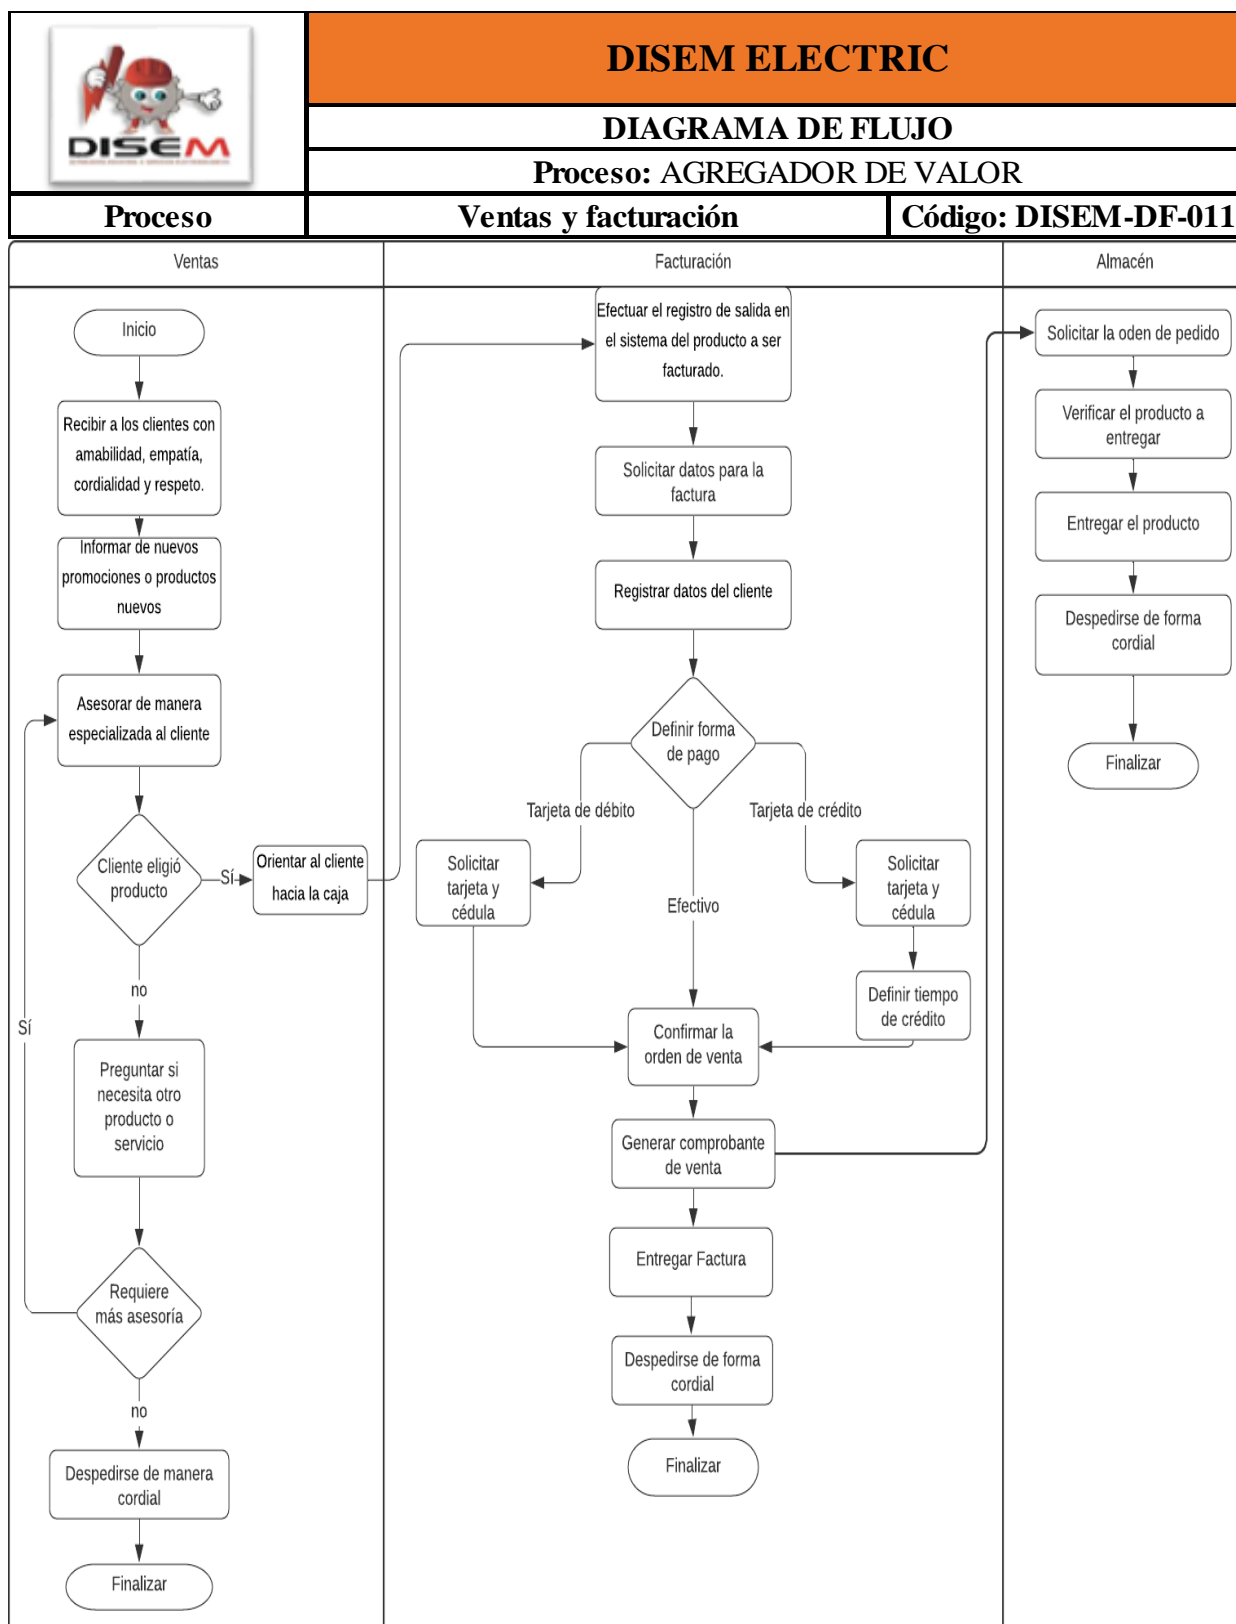 DISEM
DISEM ELECTRIC
DIAGRAMA DE FLUJO
Proceso: AGREGADOR DE VALOR
Proceso
Ventas y facturación
Código: DISEM-DF-011
Ventas
Facturación
Almacén
Inicio
Recibir a los clientes con
amabilidad, empatía,
cordialidad y respeto.
Informar de nuevos
promociones o productos
nuevos
Asesorar de manera
especializada al cliente
Cliente eligió
producto
Sí
Orientar al cliente
hacia la caja
no
Sí
Preguntar si
necesita otro
producto o
servicio
Requiere
más asesoría
no
Despedirse de manera
cordial
Finalizar
Efectuar el registro de salida en
el sistema del producto a ser
facturado.
Solicitar datos para la
factura
Registrar datos del cliente
Definir forma
de pago
Tarjeta de débito
Tarjeta de crédito
Solicitar
tarjeta y
cédula
Efectivo
Solicitar
tarjeta y
cédula
Definir tiempo
de crédito
Confirmar la
orden de venta
Generar comprobante
de venta
Entregar Factura
Despedirse de forma
cordial
Finalizar
Solicitar la oden de pedido
Verificar el producto a
entregar
Entregar el producto
Despedirse de forma
cordial
Finalizar